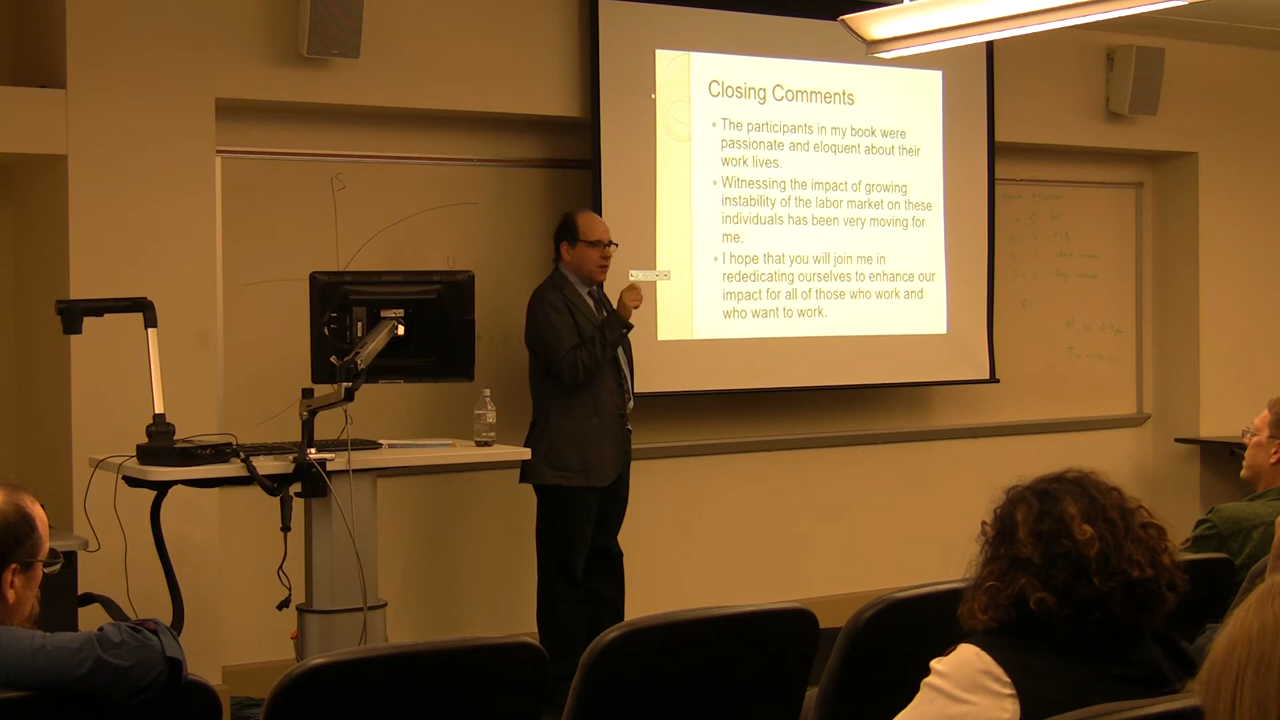 Closing Comments
• The participants in my book were
passionate and eloquent about their
work lives.
• Witnessing the impact of growing
instability of the labor market on these
individuals has been very moving for
me.
• I hope that you will join me in
rededicating ourselves to enhance our
impact for all of those who work and
who want to work.
S